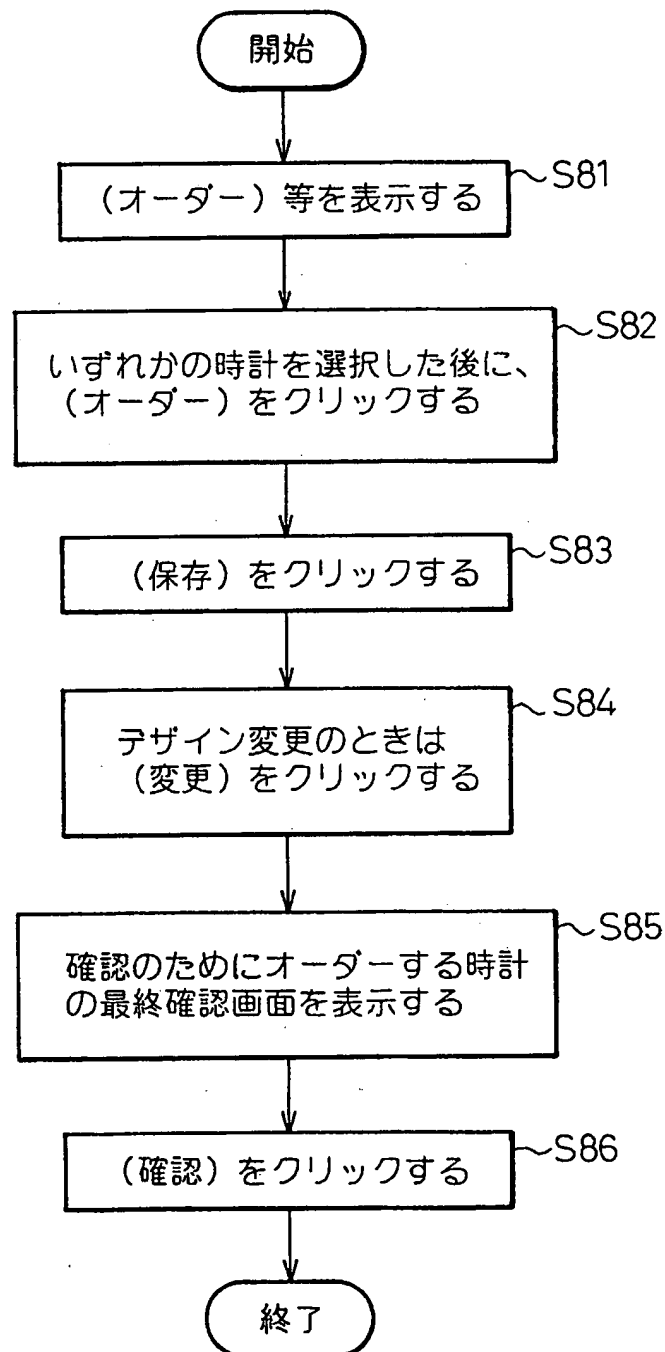 開始
(オーダー)等を表示する
S81
いずれかの時計を選択した後に、
(オーダー)をクリックする
S82
(保存)をクリックする
S83
デザイン変更のときは
(変更)をクリックする
S84
確認のためにオーダーする時計
の最終確認画面を表示する
S85
(確認)をクリックする
S86
終了